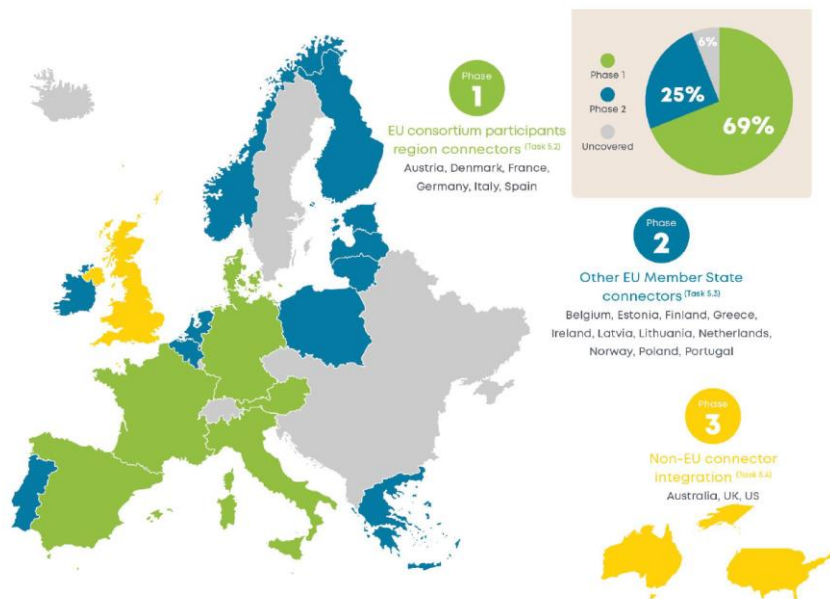 Phase
1
EU consortium participants
region connectors (Task 5.2)
Austria, Denmark, France,
Germany, Italy, Spain
Phase 1
Phase 2
Uncovered
6%
25%
69%
Phase
2
Other EU Member State
connectors (Task 5.3)
Belgium, Estonia, Finland, Greece,
Ireland, Latvia, Lithuania, Netherlands,
Norway, Poland, Portugal
Phase
3
Non-EU connector
integration (Task 5.4)
Australia, UK, US